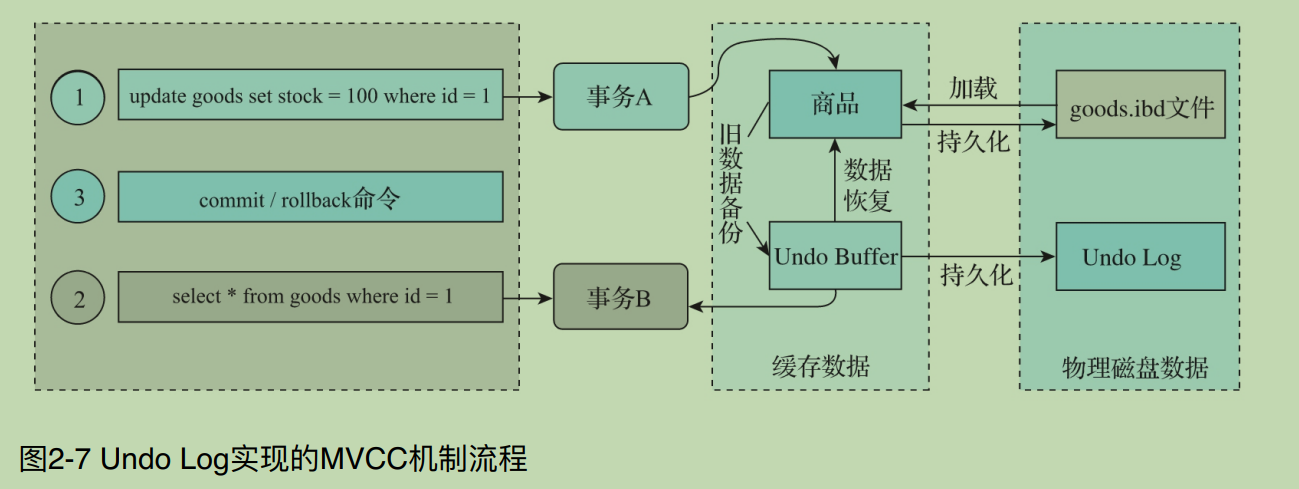 1
update goods set stock = 100 where id = 1
事务A
商品
加载
持久化
goods.ibd文件
旧数据备份
数据
恢复
3
commit / rollback命令
Undo Buffer
持久化
Undo Log
2
select * from goods where id = 1
事务B
缓存数据
物理磁盘数据
图2-7 Undo Log实现的MVCC机制流程